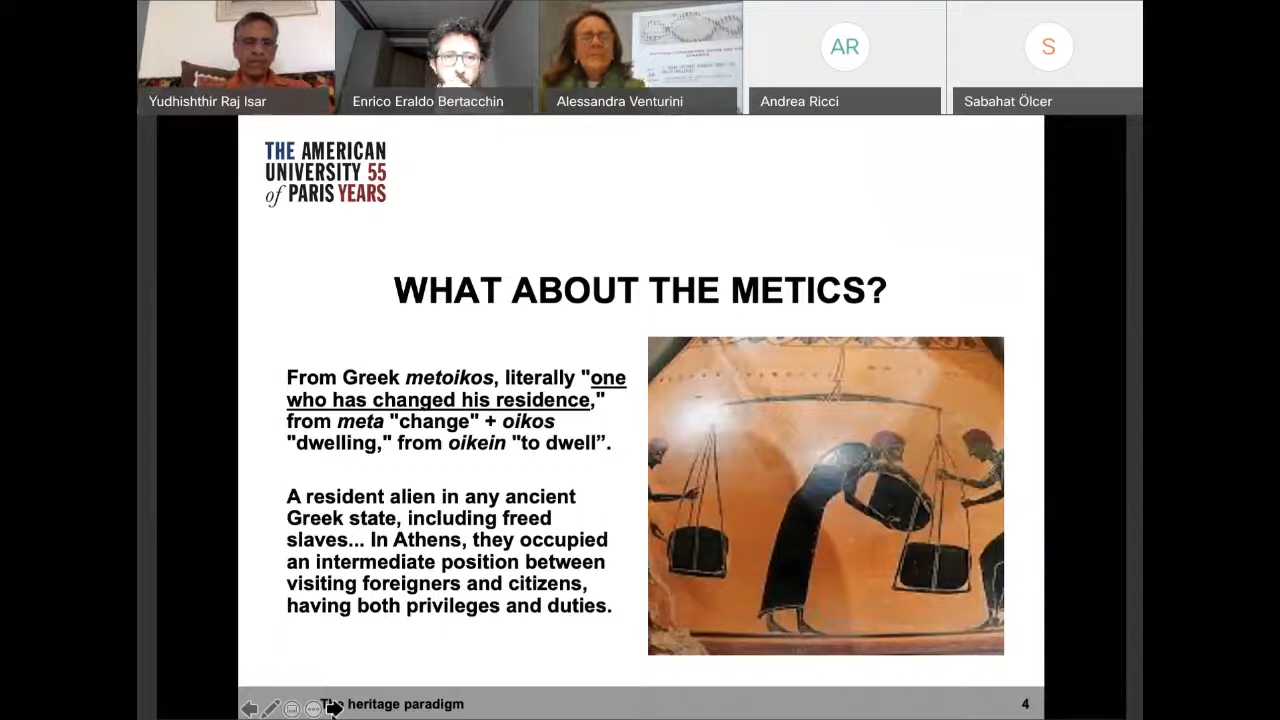 Yudhishthir Raj Isar
Enrico Eraldo Bertacchin
Alessandra Venturini
AR
Andrea Ricci
S
Sabahat Ölcer
THE AMERICAN
UNIVERSITY 55
of PARIS YEARS
WHAT ABOUT THE METICS?
From Greek metoikos, literally "one
who has changed his residence,"
from meta "change" + oikos
"dwelling," from oikein "to dwell”.
A resident alien in any ancient
Greek state, including freed
slaves... In Athens, they occupied
an intermediate position between
visiting foreigners and citizens,
having both privileges and duties.
The heritage paradigm
4